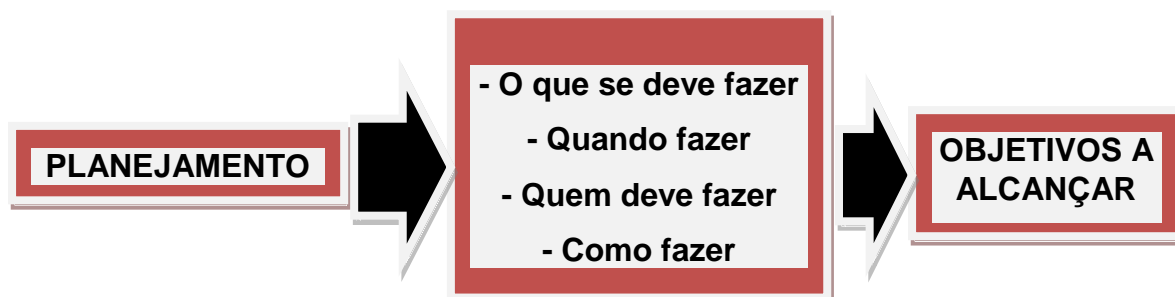 PLANEJAMENTO
- O que se deve fazer
- Quando fazer
- Quem deve fazer
- Como fazer
OBJETIVOS A
ALCANÇAR